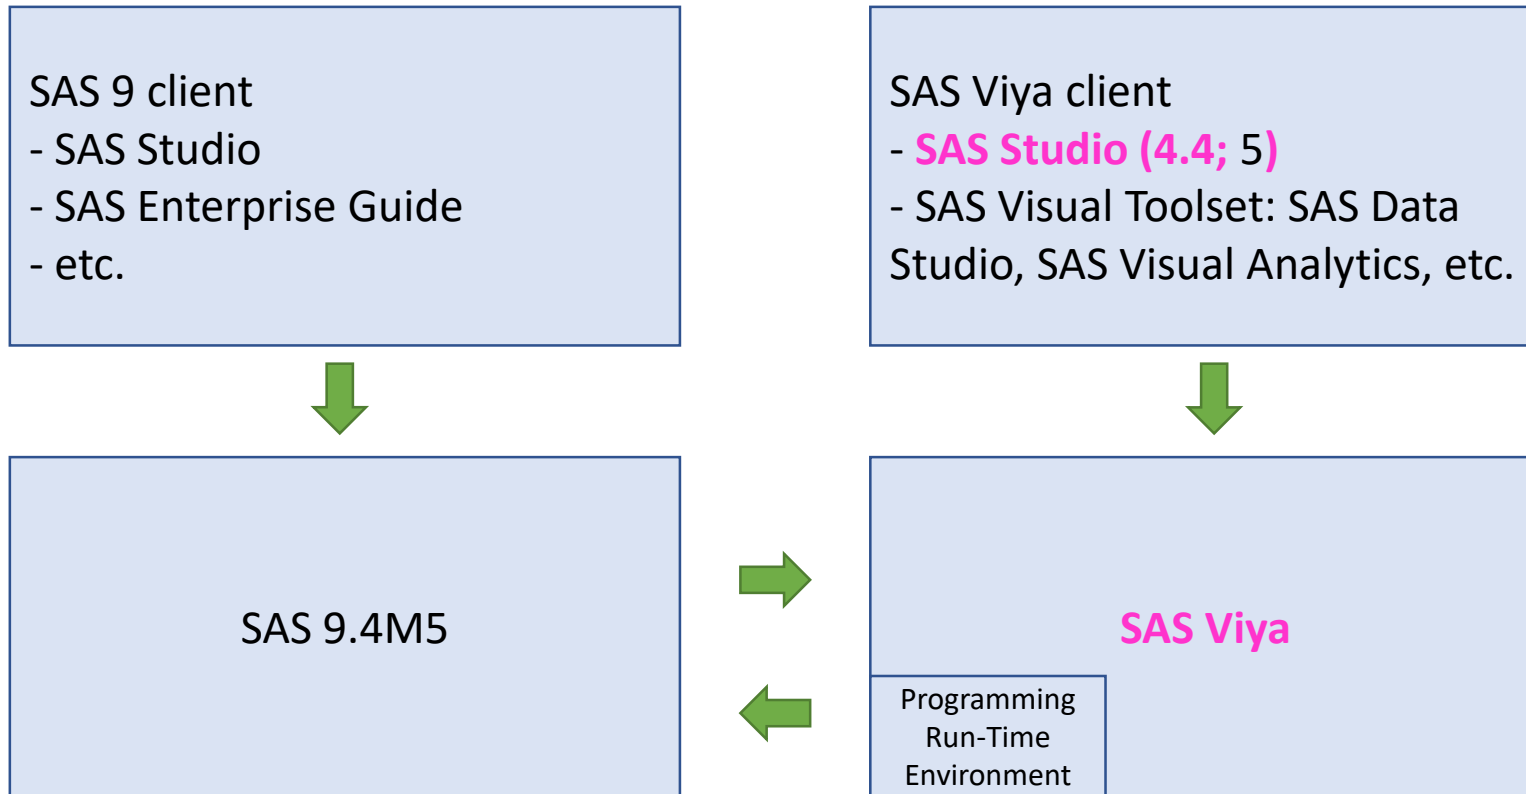 SAS 9 client
- SAS Studio
- SAS Enterprise Guide
- etc.
SAS Viya client
- SAS Studio (4.4; 5)
- SAS Visual Toolset: SAS Data
Studio, SAS Visual Analytics, etc.
SAS 9.4M5
SAS Viya
Programming
Run-Time
Environment